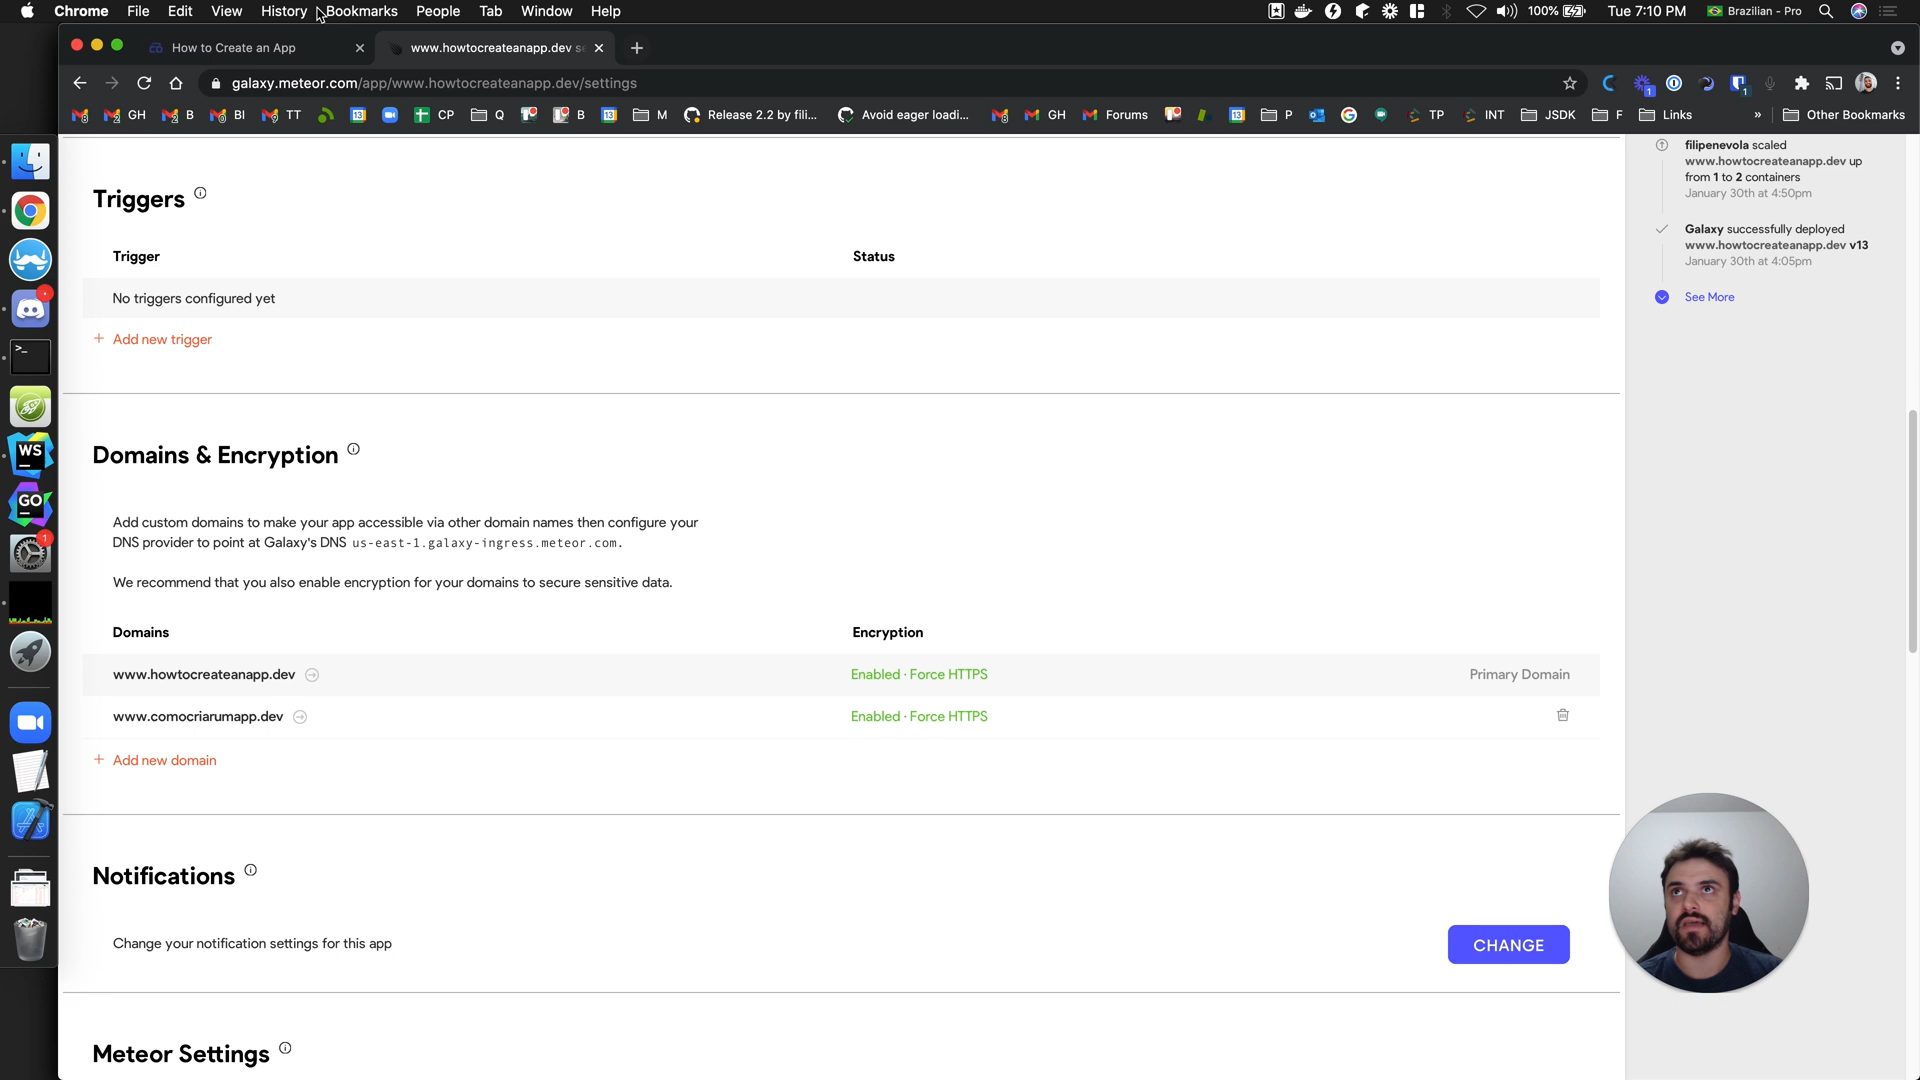 Chrome File Edit View History Bookmarks People Tab Window Help
100% Tue 7:10 PM Brazilian - Pro
How to Create an App
www.howtocreateanapp.dev se
galaxy.meteor.com/app/www.howtocreateanapp.dev/settings
GH B BI TT CP Q B M Release 2.2 by fili... Avoid eager loadi... GH Forums P TP INT JSDK F Links » Other Bookmarks
filipenevola scaled
www.howtocreateanapp.dev up
from 1 to 2 containers
January 30th at 4:50pm
Galaxy successfully deployed
www.howtocreateanapp.dev v13
January 30th at 4:05pm
See More
Triggers
Trigger Status
No triggers configured yet
+ Add new trigger
Domains & Encryption
Add custom domains to make your app accessible via other domain names then configure your
DNS provider to point at Galaxy's DNS us-east-1.galaxy-ingress.meteor.com.
We recommend that you also enable encryption for your domains to secure sensitive data.
Domains Encryption
www.howtocreateanapp.dev Enabled · Force HTTPS Primary Domain
www.comocriarumapp.dev Enabled · Force HTTPS
+ Add new domain
Notifications
Change your notification settings for this app
CHANGE
Meteor Settings
WS
GO